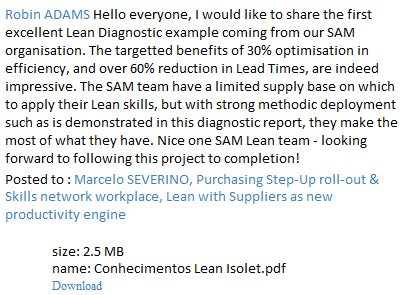 Robin ADAMS Hello everyone, I would like to share the first
excellent Lean Diagnostic example coming from our SAM
organisation. The targetted benefits of 30% optimisation in
efficiency, and over 60% reduction in Lead Times, are indeed
impressive. The SAM team have a limited supply base on which
to apply their Lean skills, but with strong methodic deployment
such as is demonstrated in this diagnostic report, they make the
most of what they have. Nice one SAM Lean team - looking
forward to following this project to completion!
Posted to : Marcelo SEVERINO, Purchasing Step-Up roll-out &
Skills network workplace, Lean with Suppliers as new
productivity engine
size: 2.5 MB
name: Conhecimentos Lean Isolet.pdf
Download